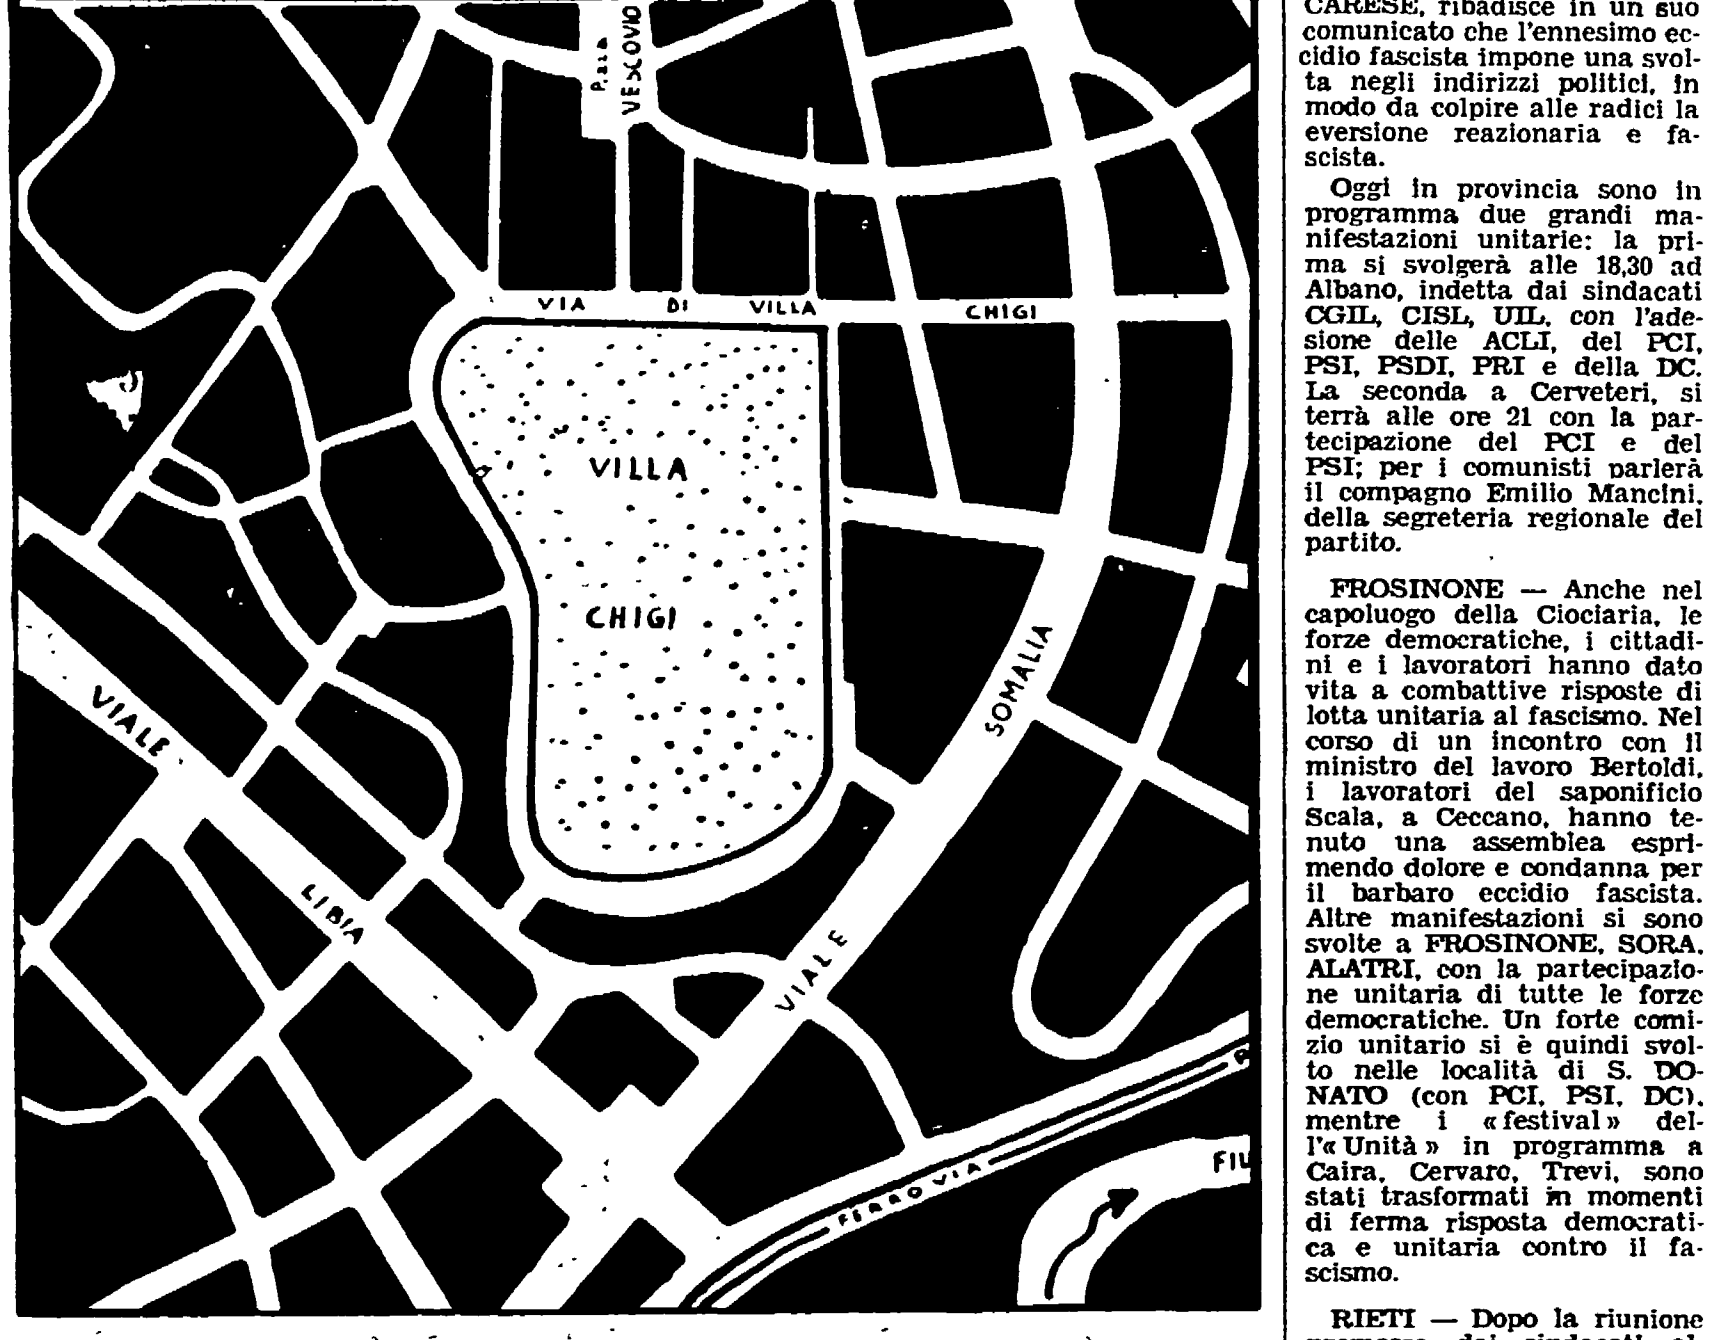 P.zza
VESCOVIO
VIA DI VILLA CHIGI
VILLA
CHIGI
SOMALIA
VIALE
VIALE
LIBIA
FERROVIA
CARESE, ribadisce in un suo
comunicato che l'ennesimo ec-
cidio fascista impone una svol-
ta negli indirizzi politici, in
modo da colpire alle radici la
eversione reazionaria e fa-
scista.
Oggi in provincia sono in
programma due grandi ma-
nifestazioni unitarie: la pri-
ma si svolgerà alle 18,30 ad
Albano, indetta dai sindacati
CGIL, CISL, UIL, con l'ade-
sione delle ACLI, del PCI,
PSI, PSDI, PRI e della DC.
La seconda a Cerveteri, si
terrà alle ore 21 con la par-
tecipazione del PCI e del
PSI; per i comunisti parlerà
il compagno Emilio Mancini,
della segreteria regionale del
partito.
FROSINONE — Anche nel
capoluogo della Ciociaria, le
forze democratiche, i cittadi-
ni e i lavoratori hanno dato
vita a combattive risposte di
lotta unitaria al fascismo. Nel
corso di un incontro con il
ministro del lavoro Bertoldi,
i lavoratori del saponificio
Scala, a Ceccano, hanno te-
nuto una assemblea espri-
mendo dolore e condanna per
il barbaro eccidio fascista.
Altre manifestazioni si sono
svolte a FROSINONE, SORA,
ALATRI, con la partecipazio-
ne unitaria di tutte le forze
democratiche. Un forte comi-
zio unitario si è quindi svol-
to nelle località di S. DO-
NATO (con PCI, PSI, DC),
mentre i « festival » del-
l'« Unità » in programma a
Caira, Cervaro, Trevi, sono
stati trasformati in momenti
di ferma risposta democrati-
ca e unitaria contro il fa-
scismo.
RIETI — Dopo la riunione